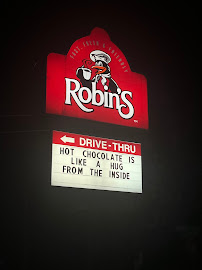 Robin's
← DRIVE-THRU
HOT CHOCOLATE IS
LIKE A HUG
FROM THE INSIDE